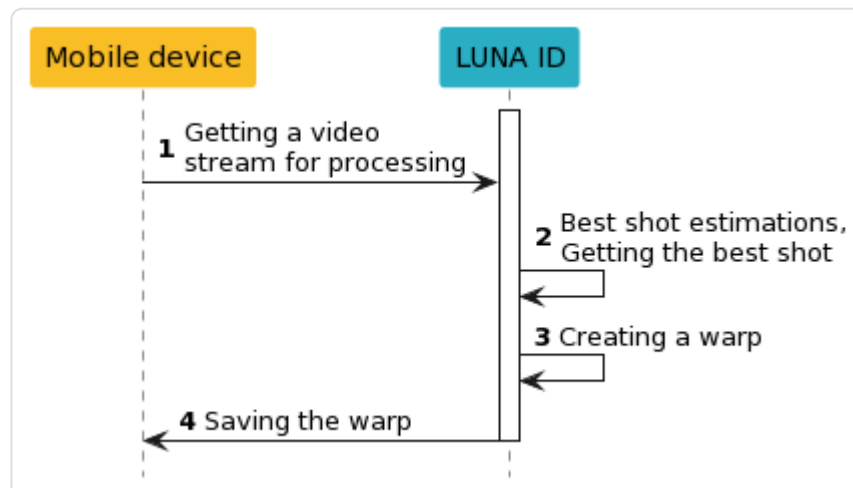 Mobile device
LUNA ID
1 Getting a video
stream for processing
2 Best shot estimations,
Getting the best shot
3 Creating a warp
4 Saving the warp